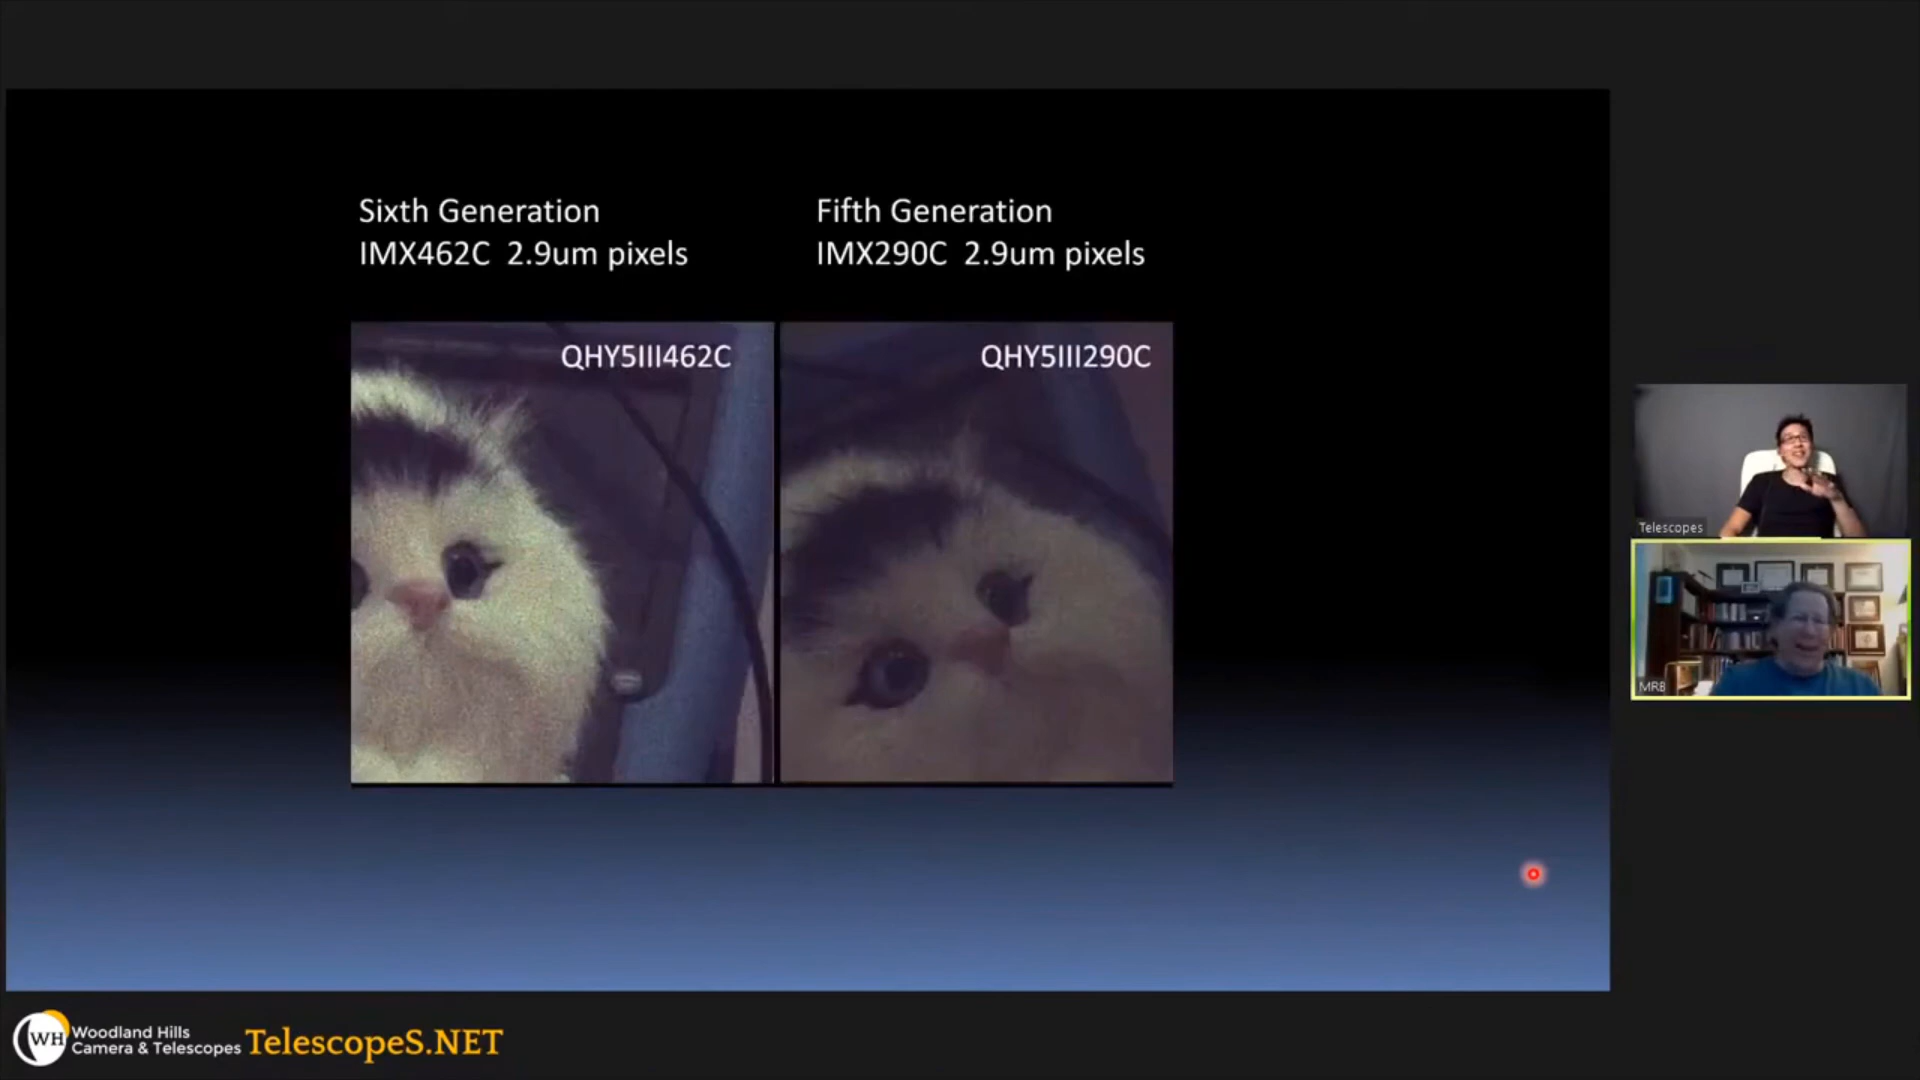 Sixth Generation
IMX462C 2.9um pixels
Fifth Generation
IMX290C 2.9um pixels
QHY5III462C
QHY5III290C
Telescopes
MRB
WH
Woodland Hills
Camera & Telescopes
TelescopeS.NET